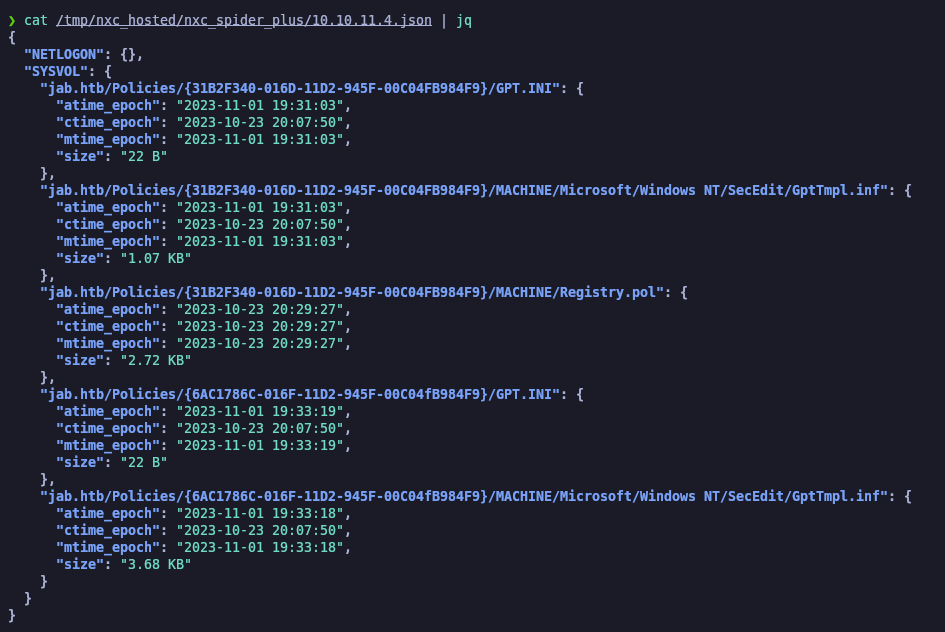 ❯ cat /tmp/nxc_hosted/nxc_spider_plus/10.10.11.4.json | jq
{
  "NETLOGON": {},
  "SYSVOL": {
    "jab.htb/Policies/{31B2F340-016D-11D2-945F-00C04FB984F9}/GPT.INI": {
      "atime_epoch": "2023-11-01 19:31:03",
      "ctime_epoch": "2023-10-23 20:07:50",
      "mtime_epoch": "2023-11-01 19:31:03",
      "size": "22 B"
    },
    "jab.htb/Policies/{31B2F340-016D-11D2-945F-00C04FB984F9}/MACHINE/Microsoft/Windows NT/SecEdit/GptTmpl.inf": {
      "atime_epoch": "2023-11-01 19:31:03",
      "ctime_epoch": "2023-10-23 20:07:50",
      "mtime_epoch": "2023-11-01 19:31:03",
      "size": "1.07 KB"
    },
    "jab.htb/Policies/{31B2F340-016D-11D2-945F-00C04FB984F9}/MACHINE/Registry.pol": {
      "atime_epoch": "2023-10-23 20:29:27",
      "ctime_epoch": "2023-10-23 20:29:27",
      "mtime_epoch": "2023-10-23 20:29:27",
      "size": "2.72 KB"
    },
    "jab.htb/Policies/{6AC1786C-016F-11D2-945F-00C04fB984F9}/GPT.INI": {
      "atime_epoch": "2023-11-01 19:33:19",
      "ctime_epoch": "2023-10-23 20:07:50",
      "mtime_epoch": "2023-11-01 19:33:19",
      "size": "22 B"
    },
    "jab.htb/Policies/{6AC1786C-016F-11D2-945F-00C04fB984F9}/MACHINE/Microsoft/Windows NT/SecEdit/GptTmpl.inf": {
      "atime_epoch": "2023-11-01 19:33:18",
      "ctime_epoch": "2023-10-23 20:07:50",
      "mtime_epoch": "2023-11-01 19:33:18",
      "size": "3.68 KB"
    }
  }
}